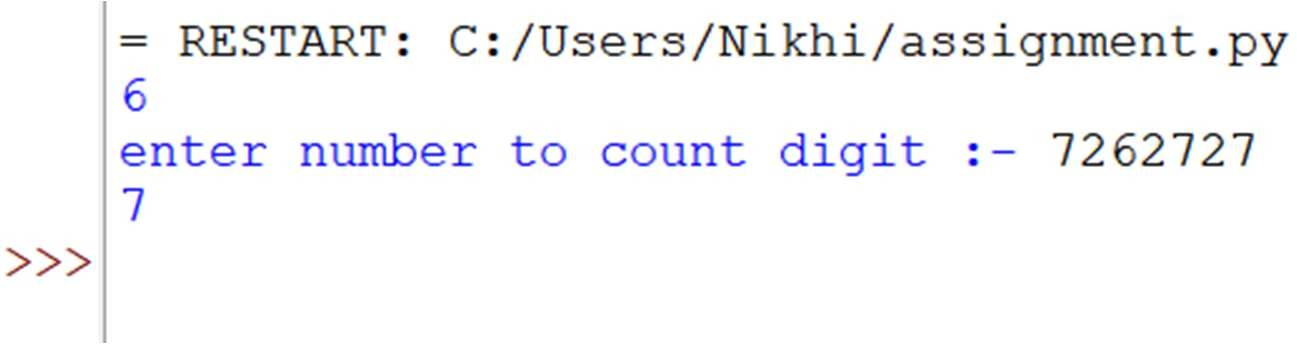 = RESTART: C:/Users/Nikhi/assignment.py
6
enter number to count digit :- 7262727
7
>>>